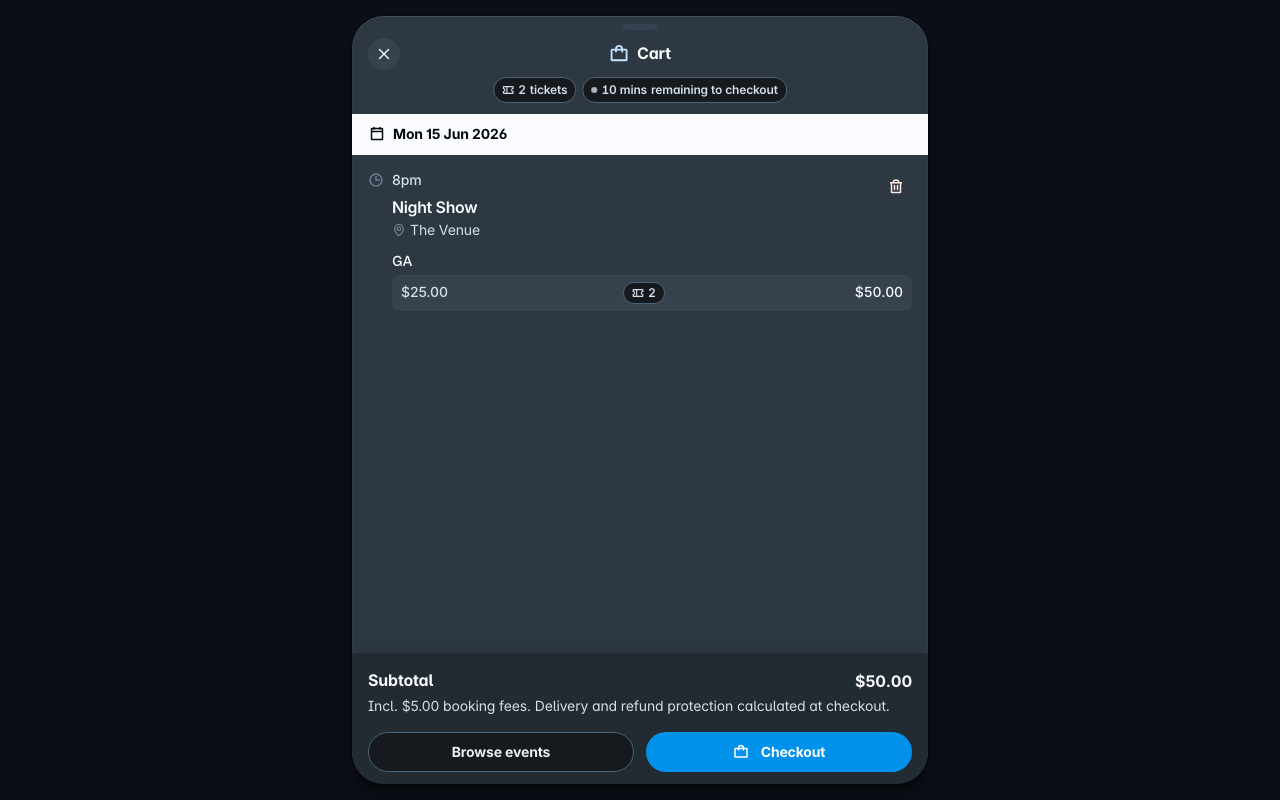 Cart
2 tickets
10 mins remaining to checkout
Mon 15 Jun 2026
8pm
Night Show
The Venue
GA
$25.00 2 $50.00
Subtotal $50.00
Incl. $5.00 booking fees. Delivery and refund protection calculated at checkout.
Browse events
Checkout